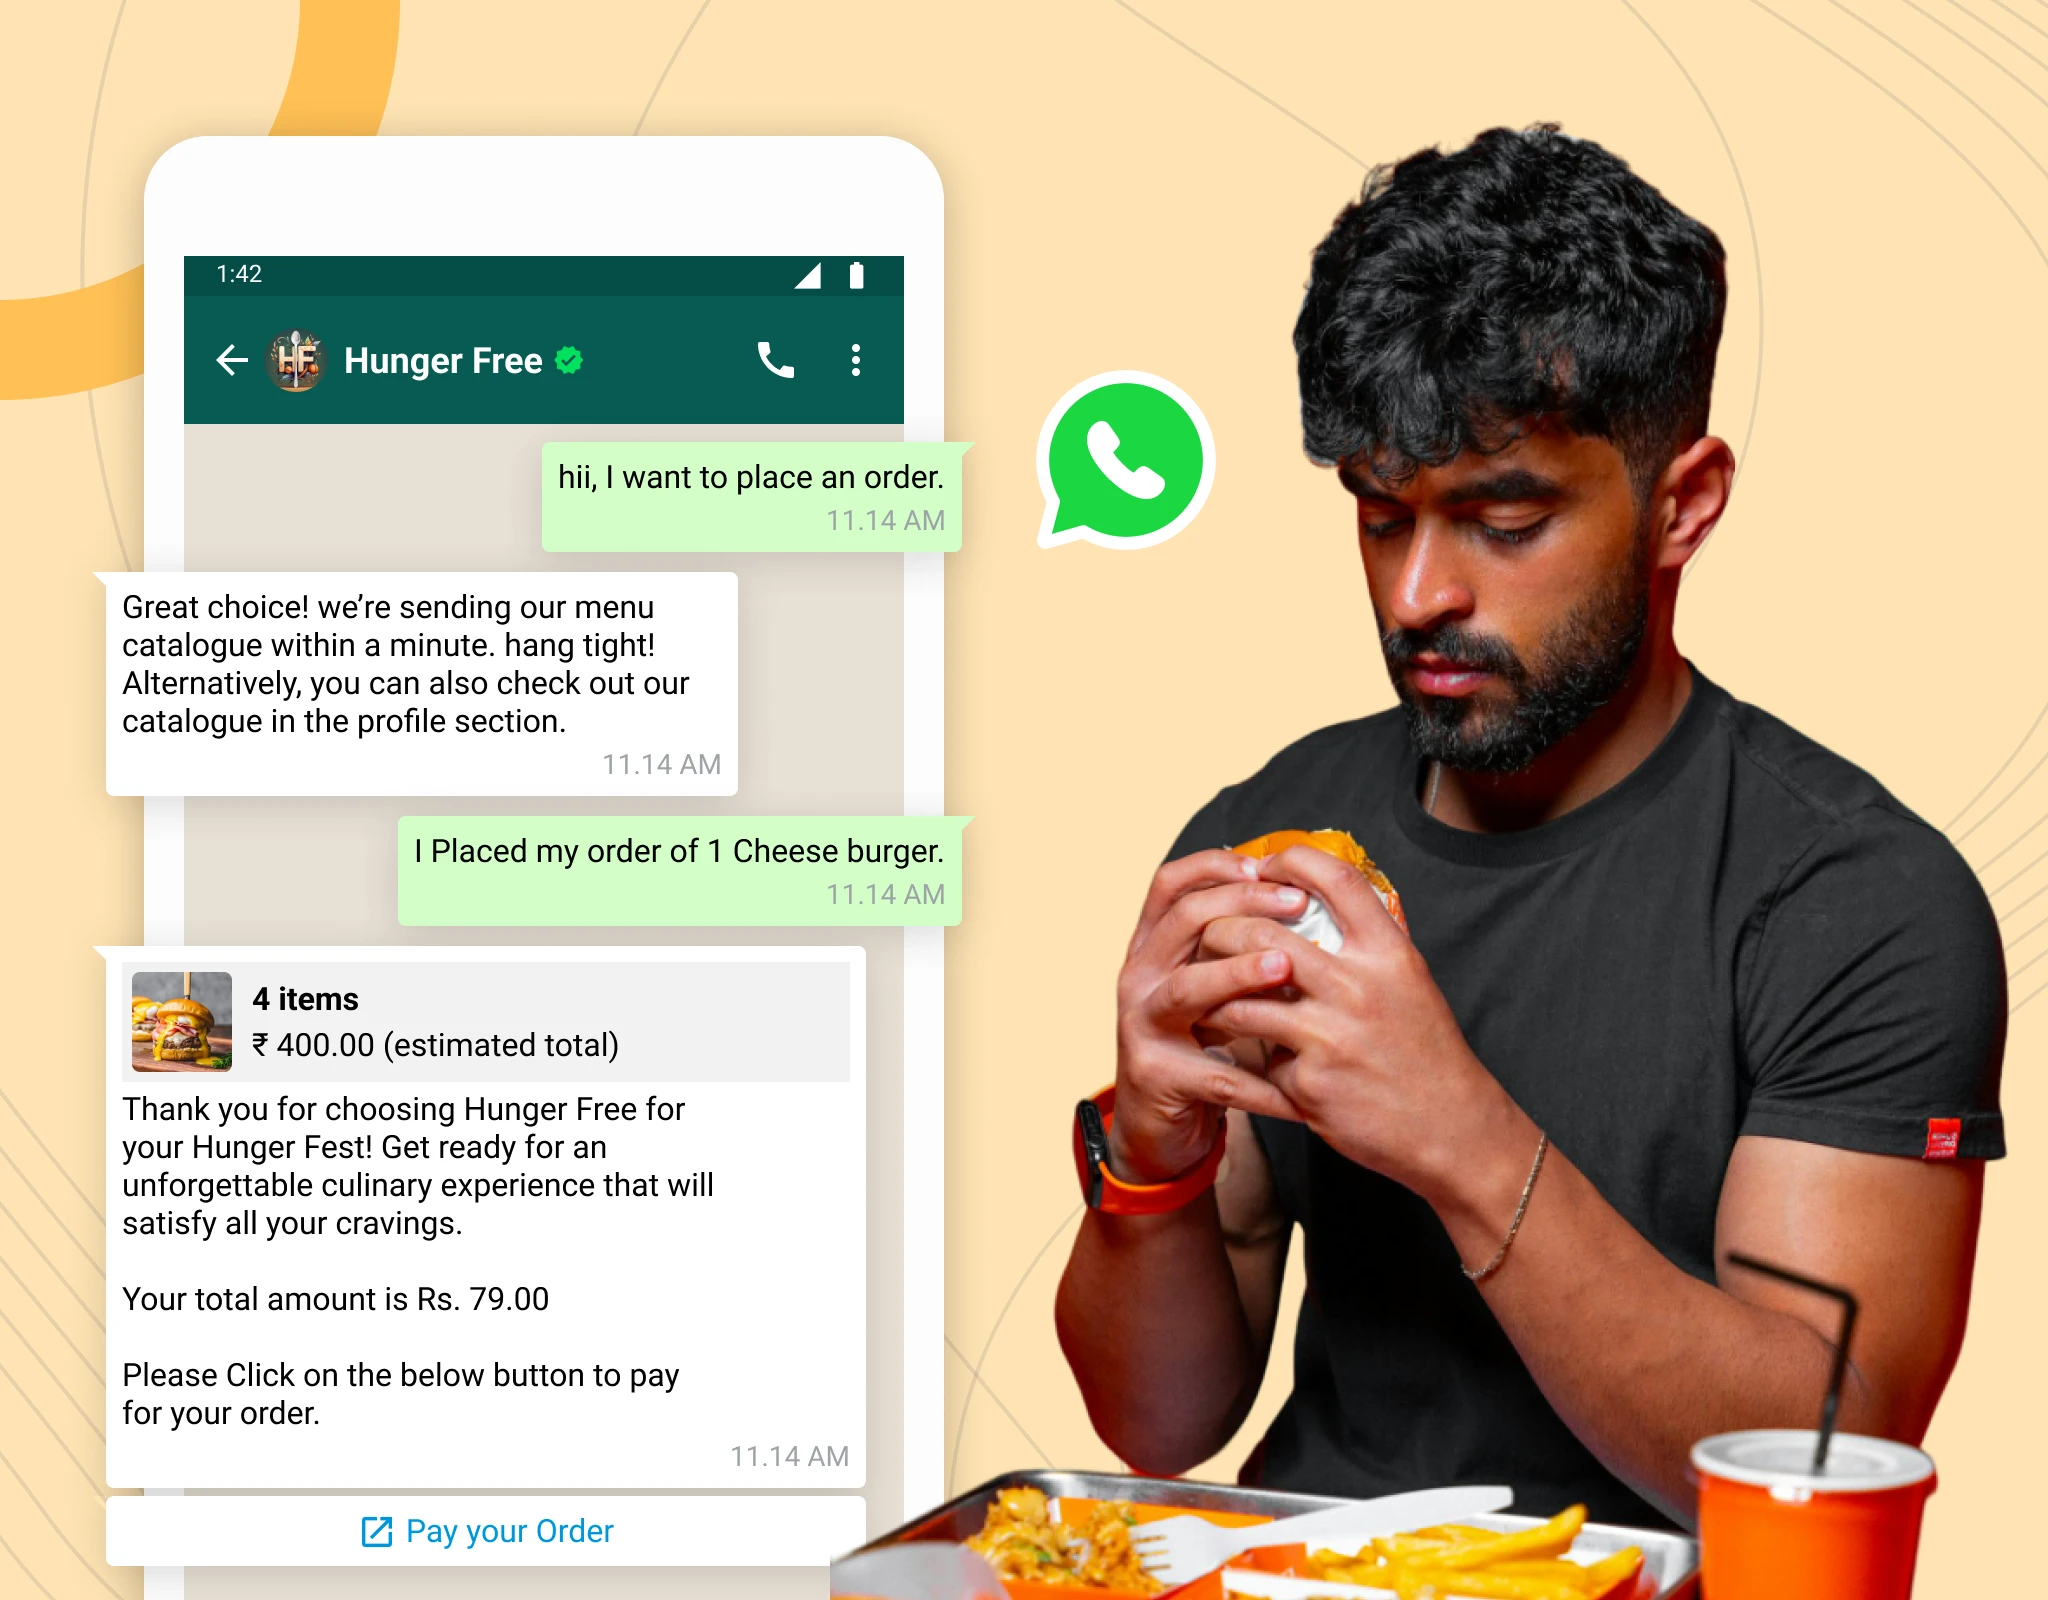 1:42
HF
Hunger Free
hii, I want to place an order.
11.14 AM
Great choice! we’re sending our menu
catalogue within a minute. hang tight!
Alternatively, you can also check out our
catalogue in the profile section.
11.14 AM
I Placed my order of 1 Cheese burger.
11.14 AM
4 items
₹ 400.00 (estimated total)
Thank you for choosing Hunger Free for
your Hunger Fest! Get ready for an
unforgettable culinary experience that will
satisfy all your cravings.
Your total amount is Rs. 79.00
Please Click on the below button to pay
for your order.
11.14 AM
Pay your Order